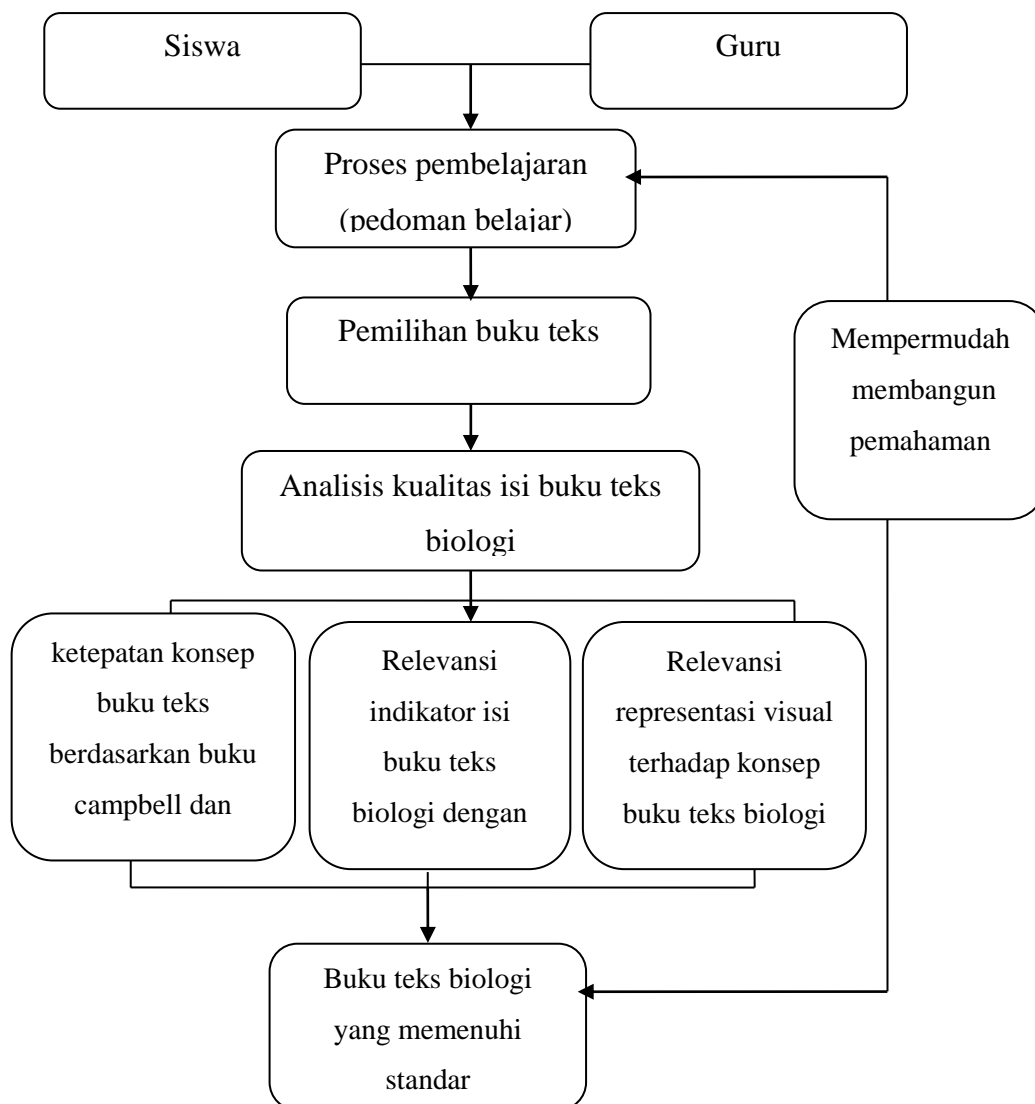 Siswa
Guru
Proses pembelajaran
(pedoman belajar)
Pemilihan buku teks
Mempermudah
membangun
pemahaman
Analisis kualitas isi buku teks
biologi
ketepatan konsep
buku teks
berdasarkan buku
campbell dan
Relevansi
indikator isi
buku teks
biologi dengan
Relevansi
representasi visual
terhadap konsep
buku teks biologi
Buku teks biologi
yang memenuhi
standar